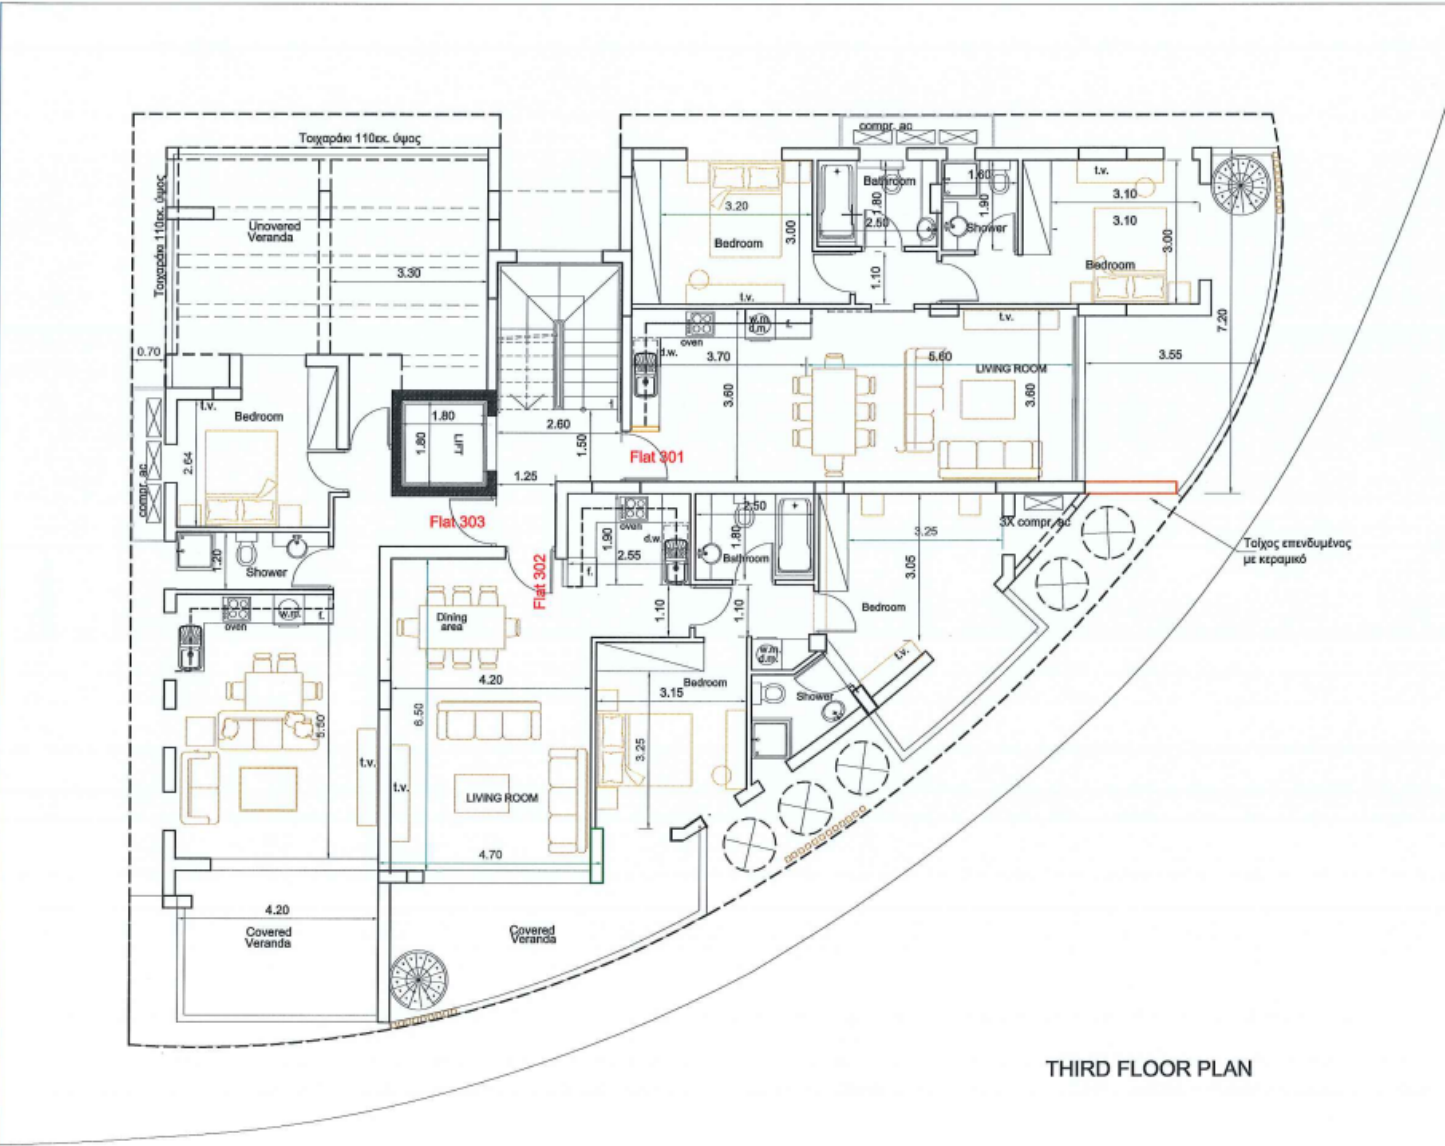 Τοιχαράκι 110εκ. ύψος
Τοιχαράκι 110εκ. ύψος
Unovered
Veranda
3.30
0.70
compr. ac
Bathroom
1.80
2.50
1.60
1.90
Shower
t.v.
3.10
3.10
3.00
Bedroom
3.20
3.00
Bedroom
t.v.
1.10
7.20
t.v.
Bedroom
2.64
compr. ac
1.80
1.80
LIFT
2.60
1.50
1.25
oven
w.m.
d.m.
f.
d.w.
3.70
3.60
t.v.
5.60
LIVING ROOM
3.60
3.55
Flat 301
Flat 303
Flat 302
1.20
Shower
oven
w.m.
f.
5.50
t.v.
4.20
Covered
Veranda
Dining
area
4.20
6.50
t.v.
LIVING ROOM
4.70
Covered
Veranda
oven
1.90
d.w.
2.55
f.
1.10
2.50
1.80
Bathroom
1.10
3X compr. ac
3.25
3.05
Bedroom
t.v.
w.m.
d.m.
Shower
Bedroom
3.15
3.25
Τοίχος επενδυμένος
με κεραμικό
THIRD FLOOR PLAN